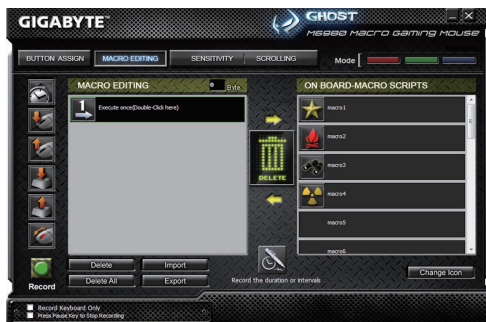 GIGABYTE™
GHOST
M6980 Macro Gaming Mouse
BUTTON ASSIGN
MACRO EDITING
SENSITIVITY
SCROLLING
Mode
MACRO EDITING
0 Byte
ON BOARD-MACRO SCRIPTS
1
Execute once(Double-Click here)
macro1
macro2
macro3
macro4
macro5
macro6
DELETE
Delete
Import
Delete All
Export
Record the duration or intervals
Change Icon
Record
Record Keyboard Only
Press Pause Key to Stop Recording